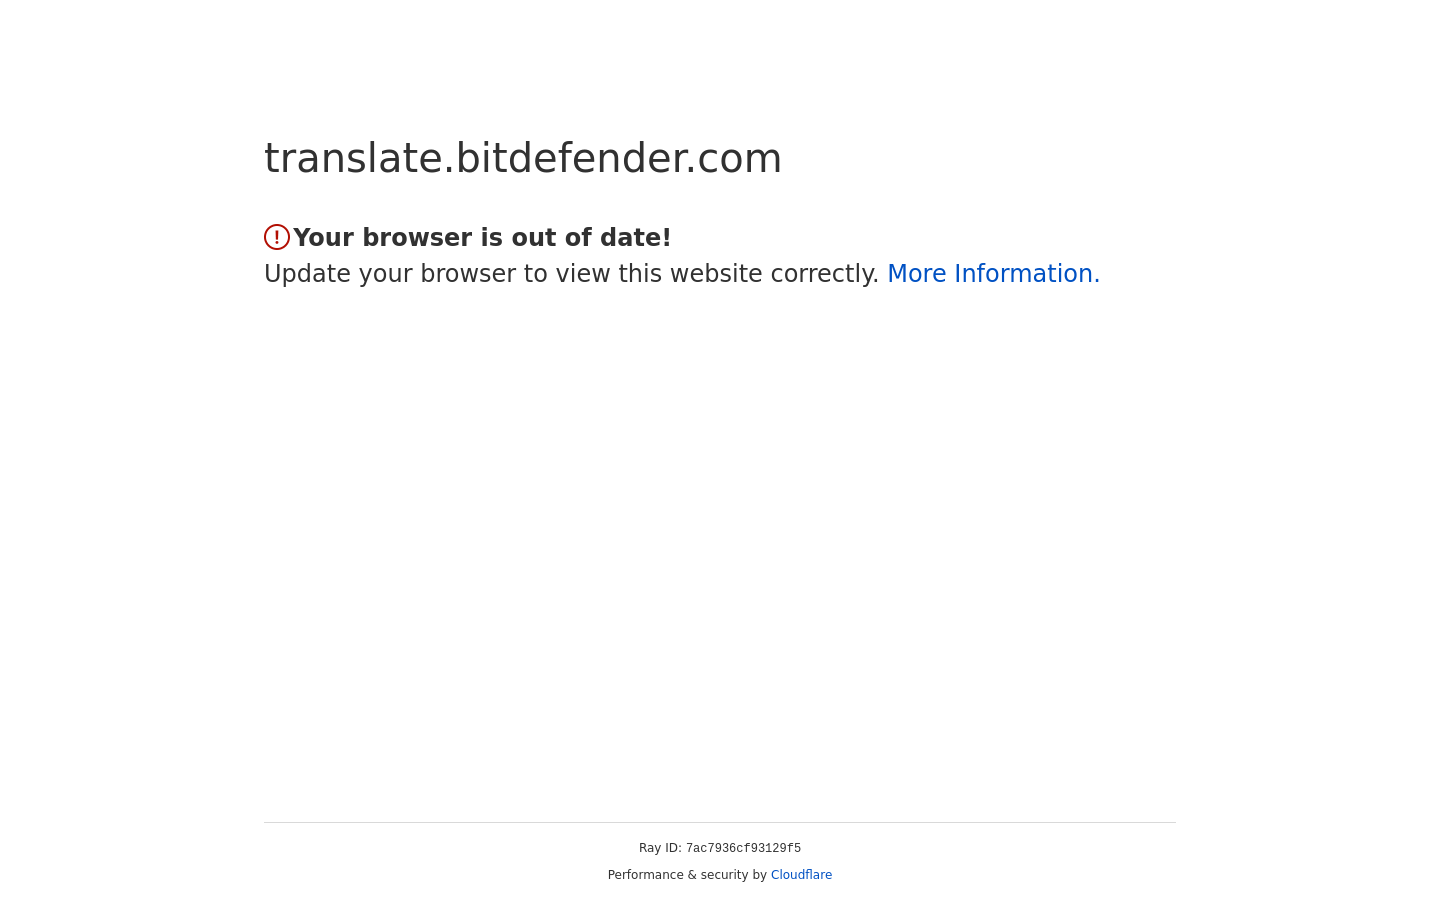 translate.bitdefender.com
Your browser is out of date!
Update your browser to view this website correctly. More Information.
Ray ID: 7ac7936cf93129f5
Performance & security by Cloudflare